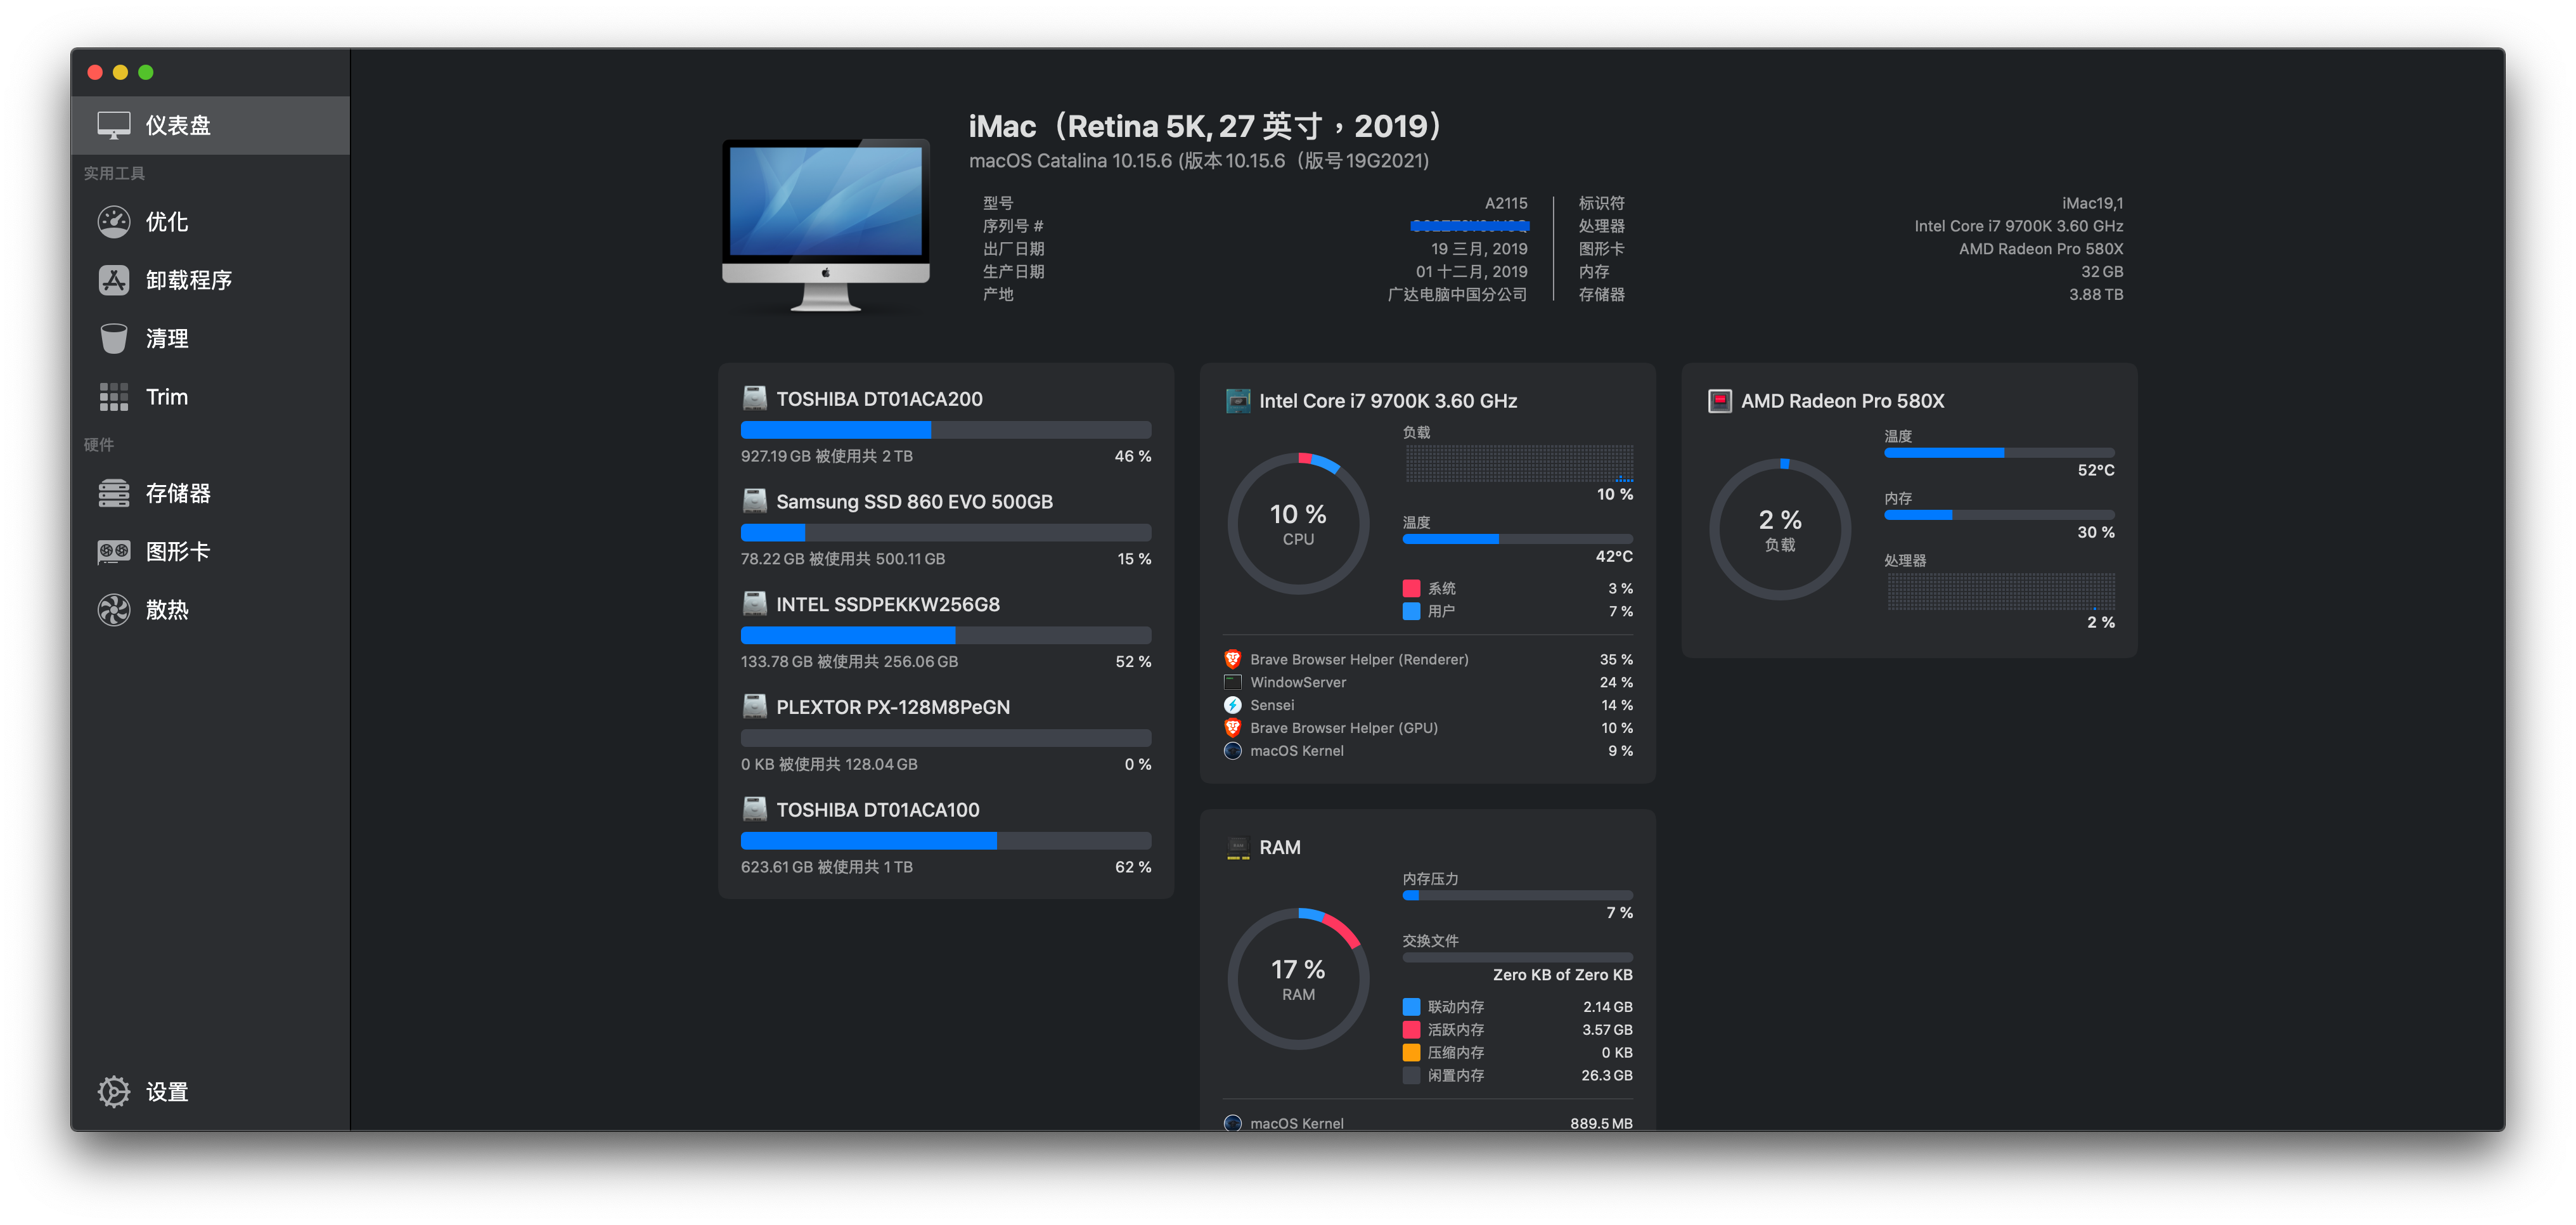 仪表盘
实用工具
优化
卸载程序
清理
Trim
硬件
存储器
图形卡
散热
设置
iMac（Retina 5K, 27 英寸，2019）
macOS Catalina 10.15.6 (版本 10.15.6（版号 19G2021)
型号 A2115
序列号 #
出厂日期 19 三月, 2019
生产日期 01 十二月, 2019
产地 广达电脑中国分公司
标识符 iMac19,1
处理器 Intel Core i7 9700K 3.60 GHz
图形卡 AMD Radeon Pro 580X
内存 32 GB
存储器 3.88 TB
TOSHIBA DT01ACA200
927.19 GB 被使用共 2 TB 46 %
Samsung SSD 860 EVO 500GB
78.22 GB 被使用共 500.11 GB 15 %
INTEL SSDPEKKW256G8
133.78 GB 被使用共 256.06 GB 52 %
PLEXTOR PX-128M8PeGN
0 KB 被使用共 128.04 GB 0 %
TOSHIBA DT01ACA100
623.61 GB 被使用共 1 TB 62 %
Intel Core i7 9700K 3.60 GHz
10 %
CPU
负载
10 %
温度
42°C
系统 3 %
用户 7 %
Brave Browser Helper (Renderer) 35 %
WindowServer 24 %
Sensei 14 %
Brave Browser Helper (GPU) 10 %
macOS Kernel 9 %
RAM
17 %
RAM
内存压力
7 %
交换文件
Zero KB of Zero KB
联动内存 2.14 GB
活跃内存 3.57 GB
压缩内存 0 KB
闲置内存 26.3 GB
macOS Kernel 889.5 MB
AMD Radeon Pro 580X
2 %
负载
温度
52°C
内存
30 %
处理器
2 %